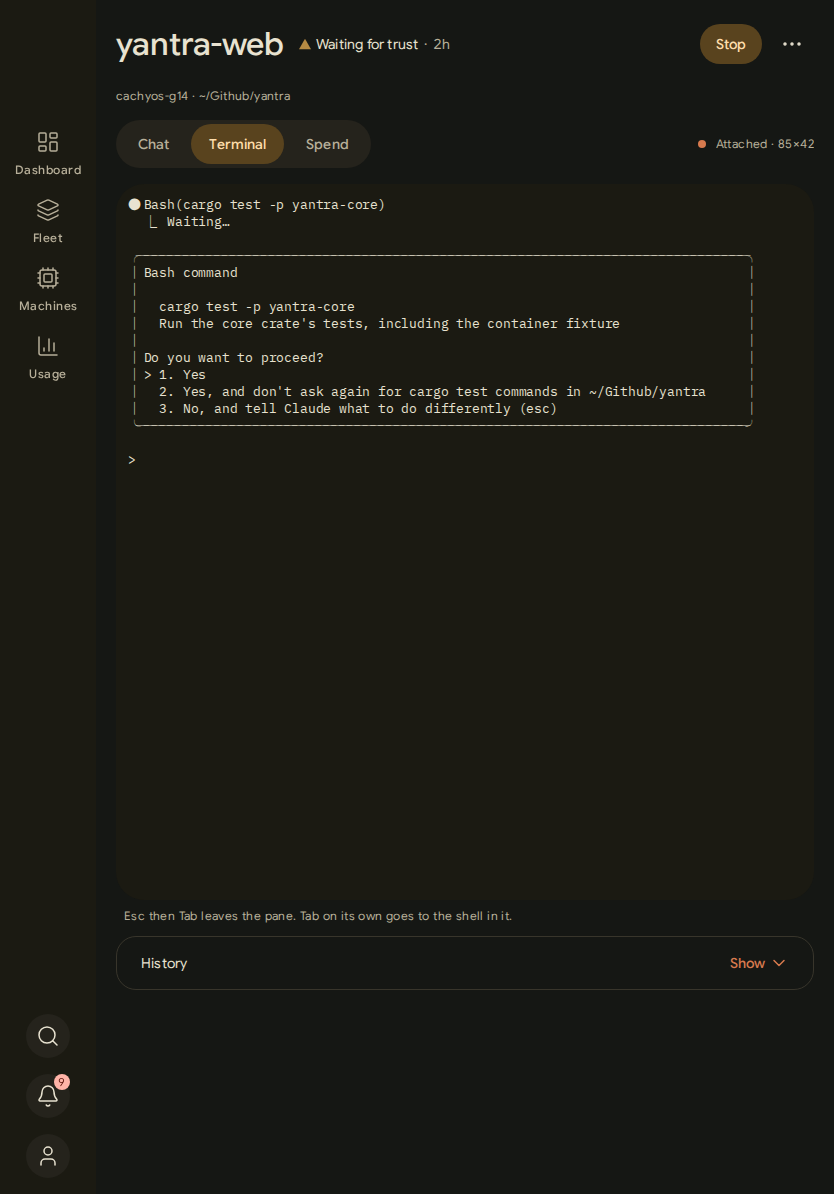 yantra-web
Waiting for trust · 2h
Stop
cachyos-g14 · ~/Github/yantra
Chat
Terminal
Spend
Attached · 85×42
Dashboard
Fleet
Machines
Usage
Bash(cargo test -p yantra-core)
⎣ Waiting…
Bash command
cargo test -p yantra-core
Run the core crate's tests, including the container fixture
Do you want to proceed?
> 1. Yes
2. Yes, and don't ask again for cargo test commands in ~/Github/yantra
3. No, and tell Claude what to do differently (esc)
>
Esc then Tab leaves the pane. Tab on its own goes to the shell in it.
History
Show
9